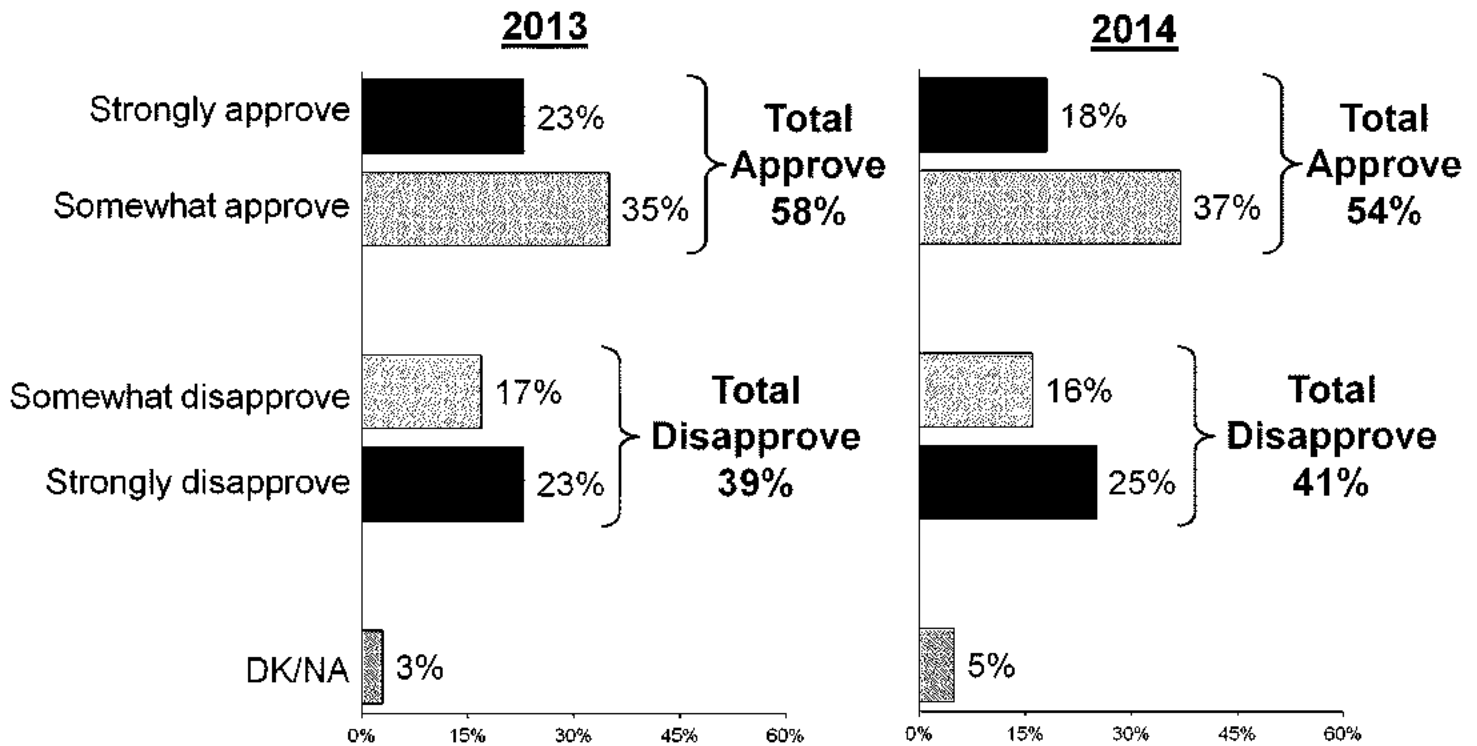 2013
2014
Strongly approve
23%
Total
Approve
58%
18%
Total
Approve
54%
Somewhat approve
35%
37%
Somewhat disapprove
17%
Total
Disapprove
39%
16%
Total
Disapprove
41%
Strongly disapprove
23%
25%
DK/NA
3%
5%
0% 15% 30% 45% 60%
0% 15% 30% 45% 60%